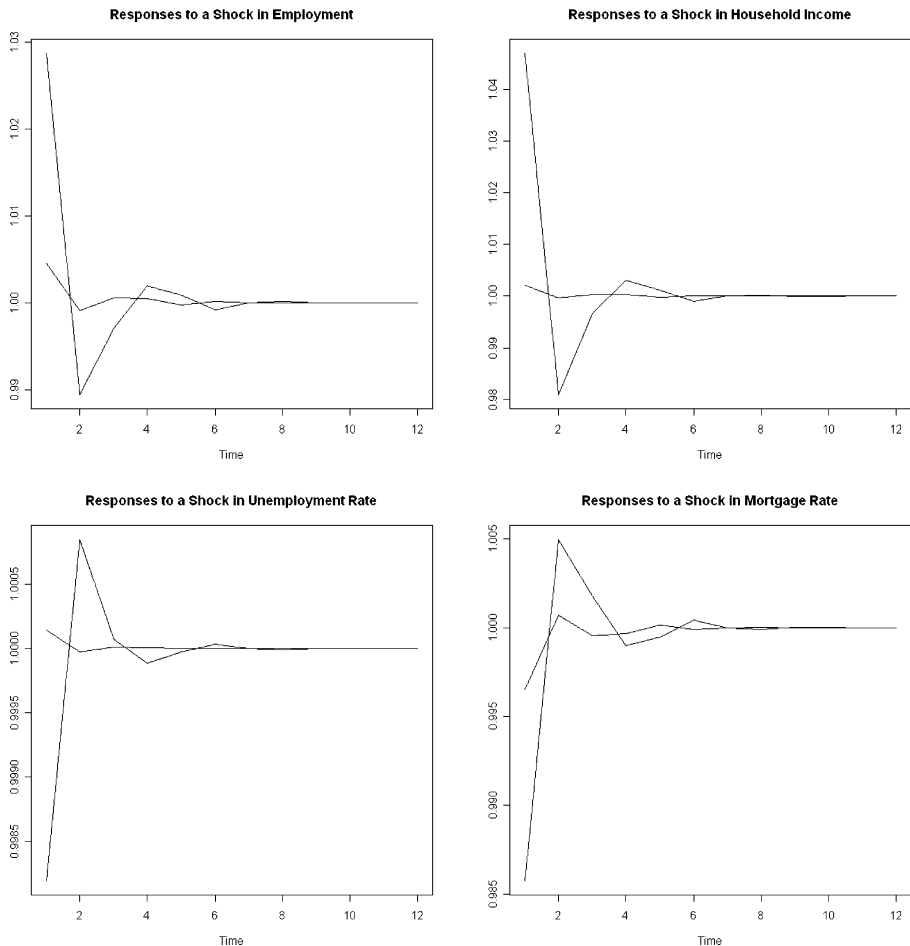 Responses to a Shock in Employment
1.03
1.02
1.01
1.00
0.99
2 4 6 8 10 12
Time
Responses to a Shock in Household Income
1.04
1.03
1.02
1.01
1.00
0.99
0.98
2 4 6 8 10 12
Time
Responses to a Shock in Unemployment Rate
1.0005
1.0000
0.9995
0.9990
0.9985
2 4 6 8 10 12
Time
Responses to a Shock in Mortgage Rate
1.005
1.000
0.995
0.990
0.985
2 4 6 8 10 12
Time